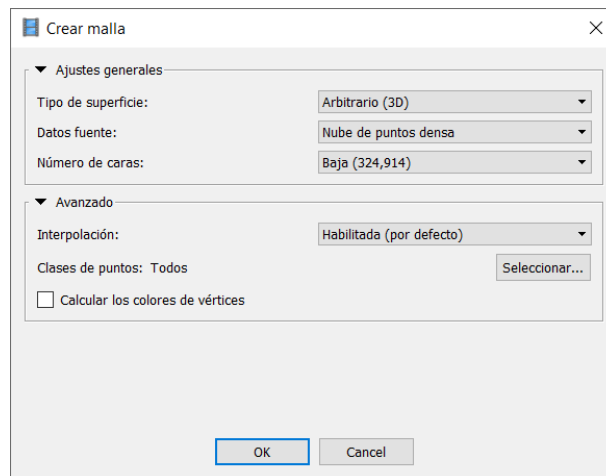 Crear malla
Ajustes generales
Tipo de superficie: Arbitrario (3D)
Datos fuente: Nube de puntos densa
Número de caras: Baja (324,914)
Avanzado
Interpolación: Habilitada (por defecto)
Clases de puntos: Todos Seleccionar...
Calcular los colores de vértices
OK Cancel